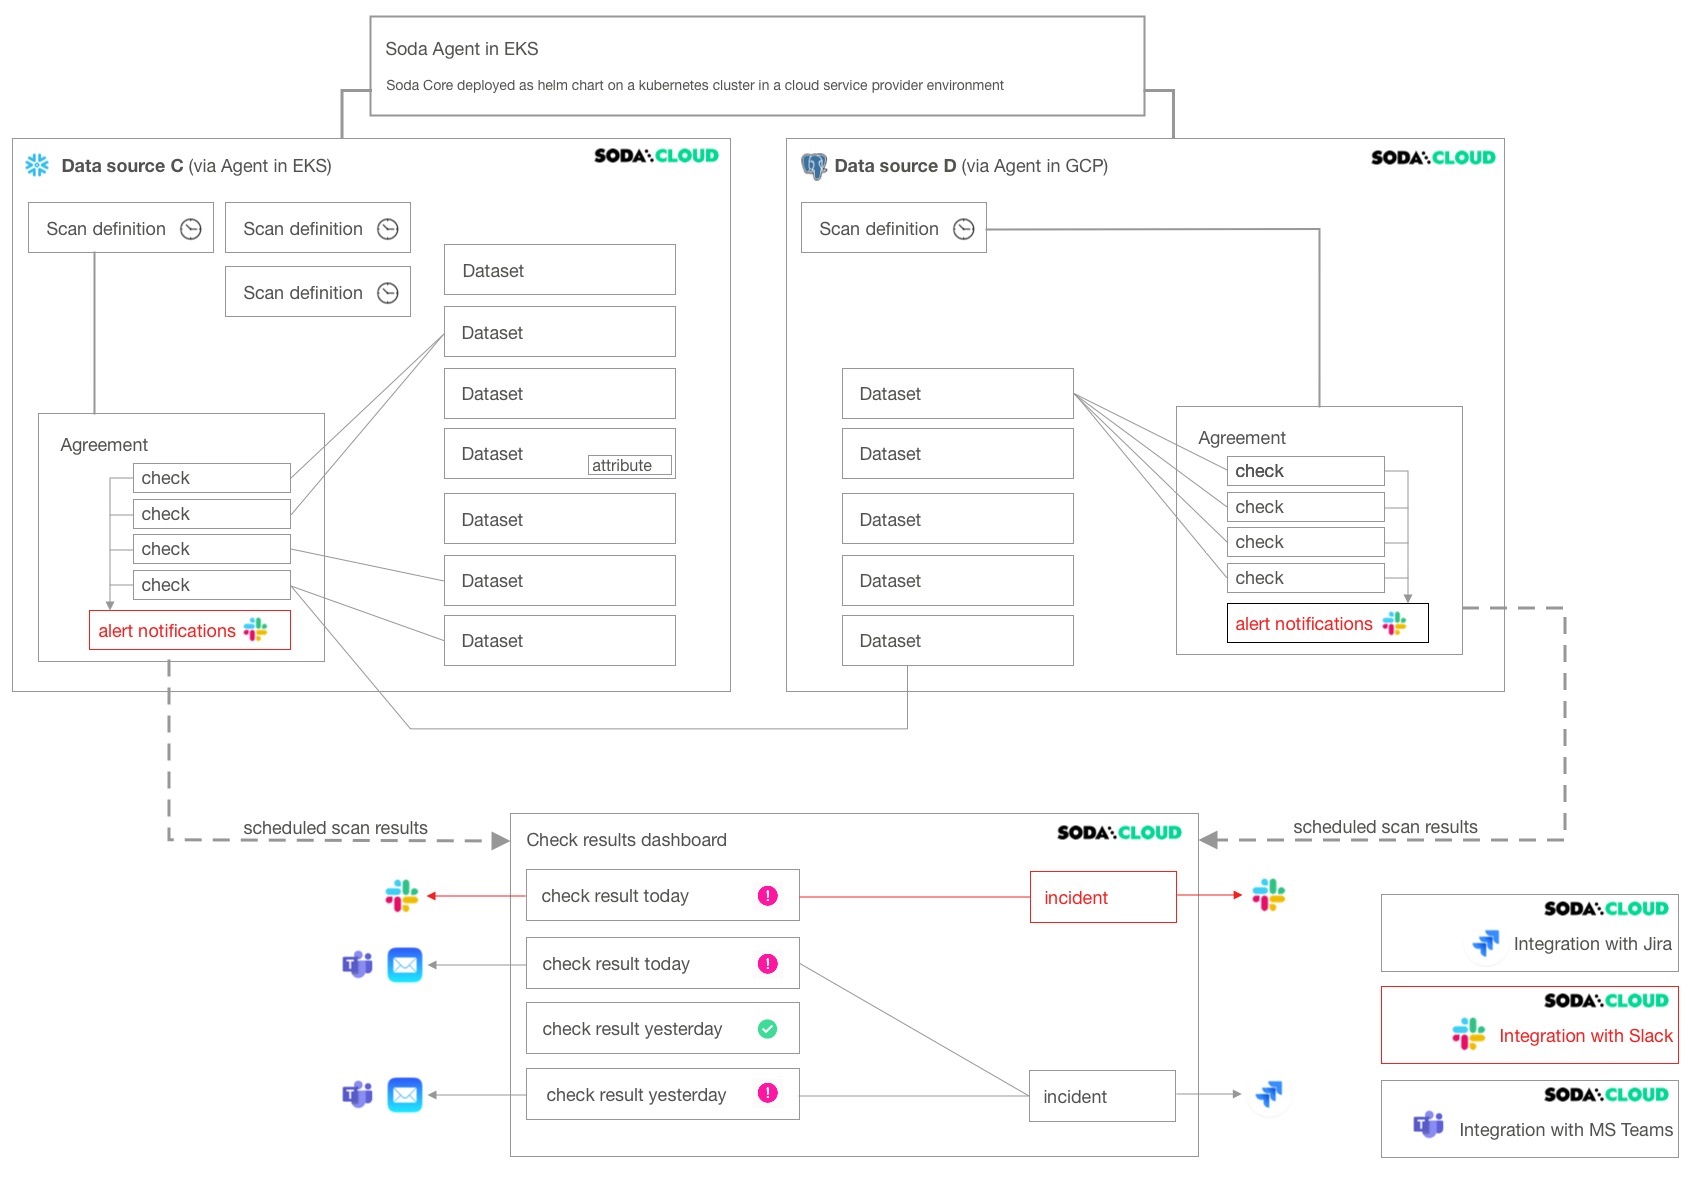 Soda Agent in EKS
Soda Core deployed as helm chart on a kubernetes cluster in a cloud service provider environment
Data source C (via Agent in EKS)
SODA CLOUD
Scan definition
Scan definition
Scan definition
Dataset
Dataset
Dataset
Dataset
attribute
Dataset
Dataset
Dataset
Agreement
check
check
check
check
alert notifications
Data source D (via Agent in GCP)
SODA CLOUD
Scan definition
Dataset
Dataset
Dataset
Dataset
Dataset
Agreement
check
check
check
check
alert notifications
scheduled scan results
scheduled scan results
Check results dashboard
SODA CLOUD
check result today
!
incident
check result today
!
check result yesterday
check result yesterday
!
incident
SODA CLOUD
Integration with Jira
SODA CLOUD
Integration with Slack
SODA CLOUD
Integration with MS Teams